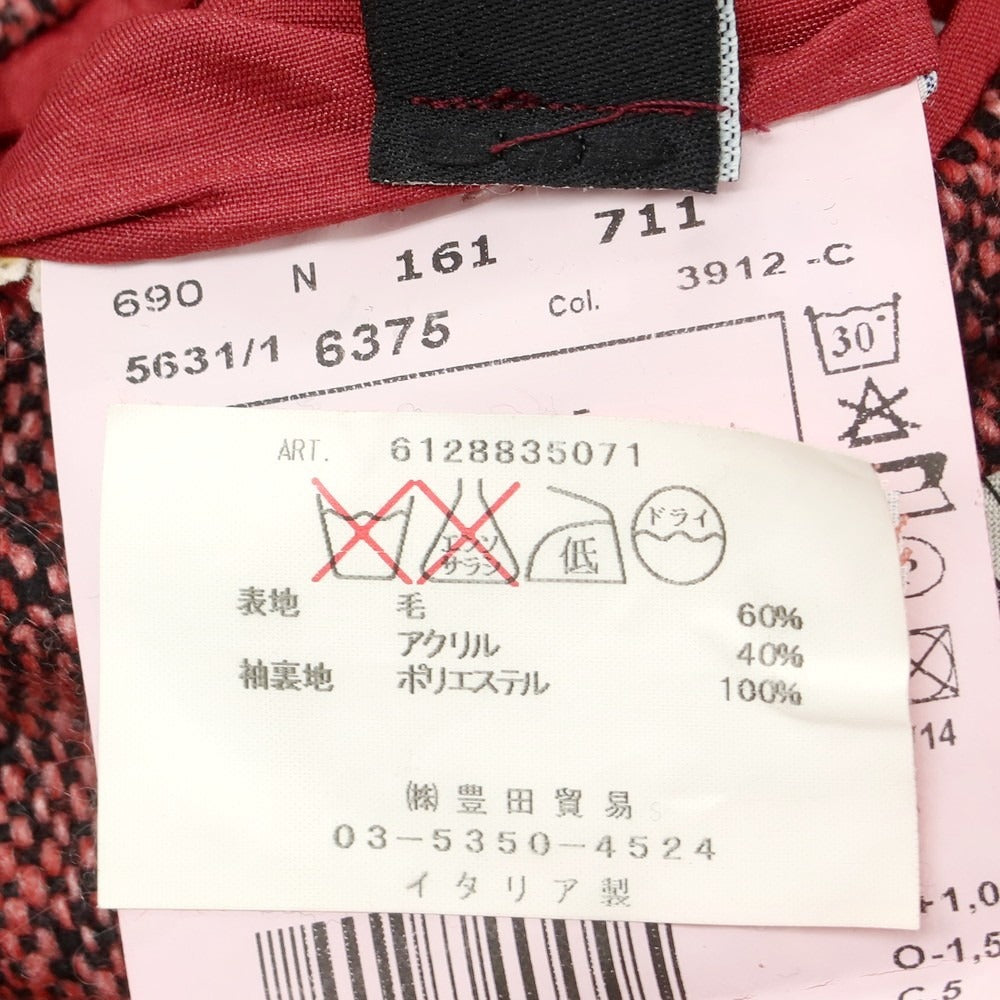 690 N 161 711
5631/1 6375 Col. 3912 -C
30°
ART. 6128835071
エンソ
サラシ
低
ドライ
表地 毛 60%
アクリル 40%
袖裏地 ポリエステル 100%
㈱豊田貿易
03-5350-4524
イタリア製
14
+1,0
O-1,5